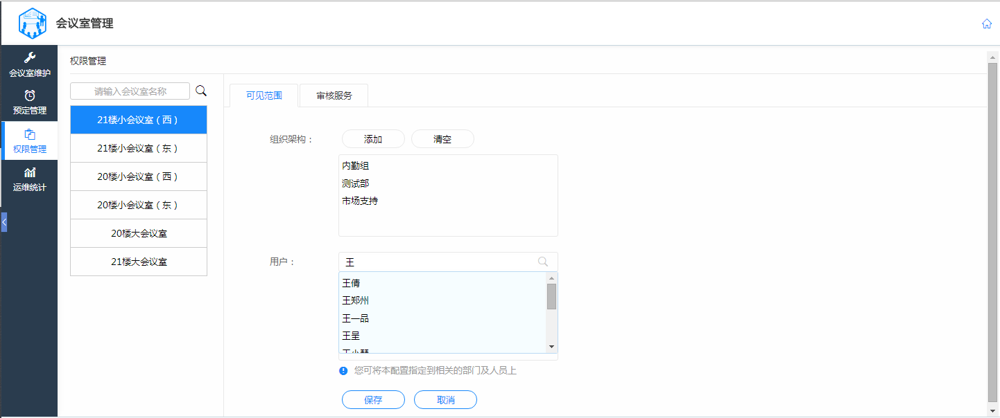 会议室管理
会议室维护
预定管理
权限管理
运维统计
权限管理
请输入会议室名称
21楼小会议室（西）
21楼小会议室（东）
20楼小会议室（西）
20楼小会议室（东）
20楼大会议室
21楼大会议室
可见范围 审核服务
组织架构： 添加 清空
内勤组
测试部
市场支持
用户： 王
王倩
王郑州
王一品
王呈
您可将本配置指定到相关的部门及人员上
保存 取消